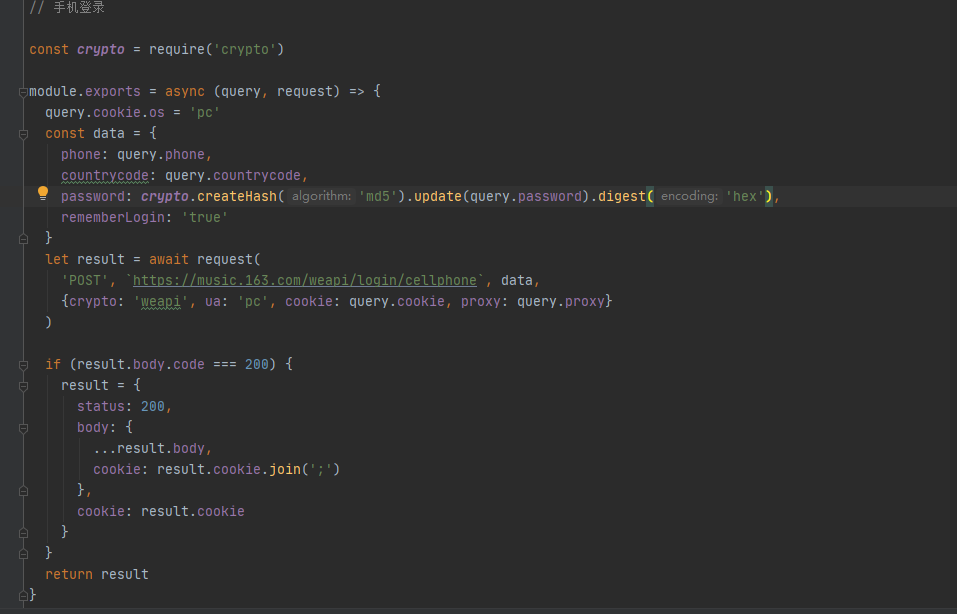 // 手机登录
const crypto = require('crypto')
module.exports = async (query, request) => {
query.cookie.os = 'pc'
const data = {
phone: query.phone,
countrycode: query.countrycode,
password: crypto.createHash( algorithm: 'md5').update(query.password).digest( encoding: 'hex'),
rememberLogin: 'true'
}
let result = await request(
'POST', `https://music.163.com/weapi/login/cellphone`, data,
{crypto: 'weapi', ua: 'pc', cookie: query.cookie, proxy: query.proxy}
)
if (result.body.code === 200) {
result = {
status: 200,
body: {
...result.body,
cookie: result.cookie.join(';')
},
cookie: result.cookie
}
}
return result
}